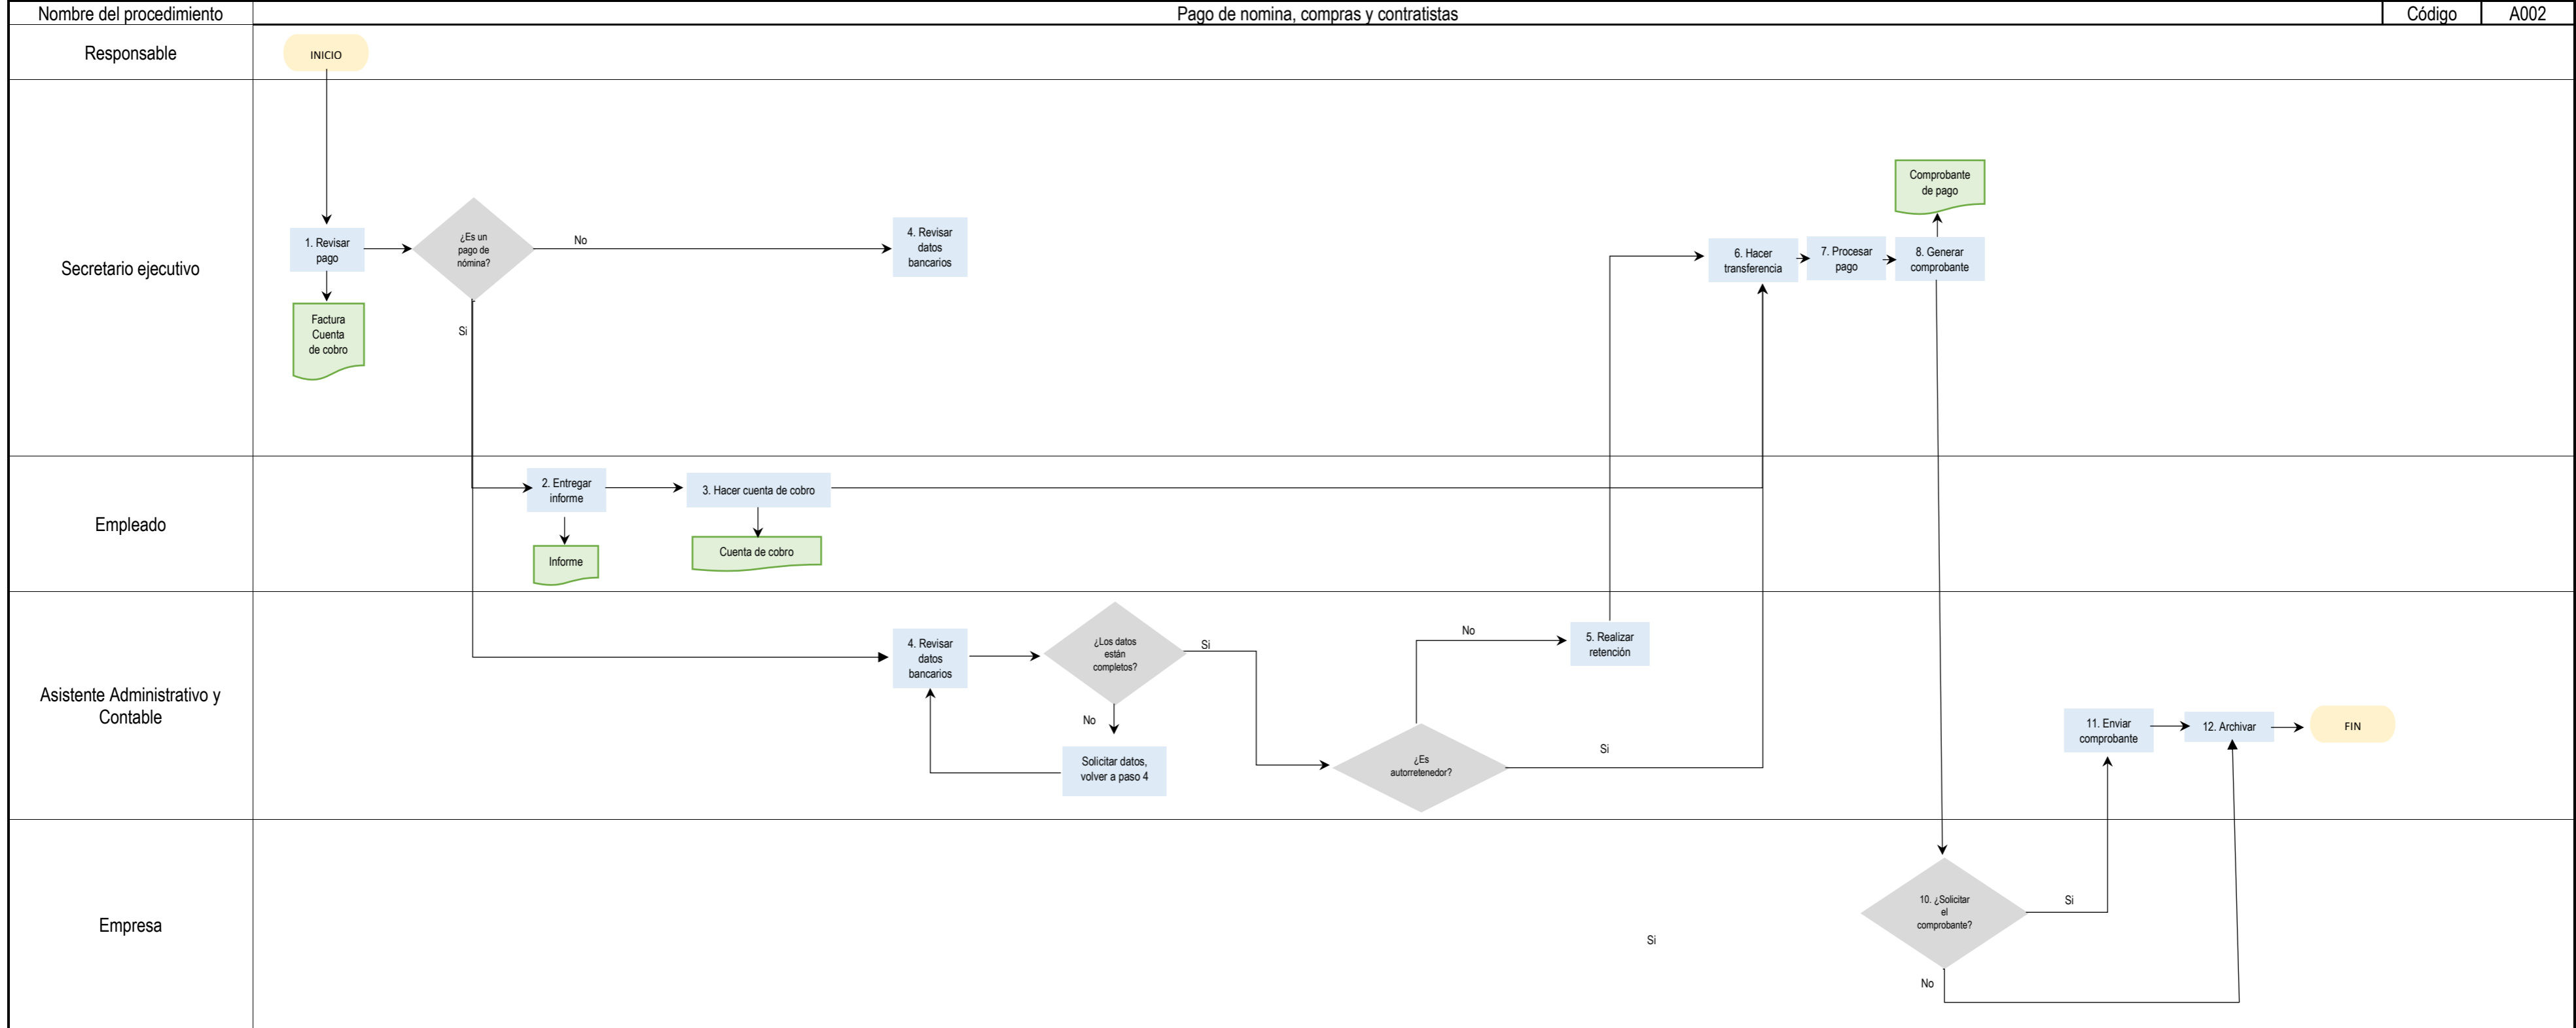 Nombre del procedimiento
Pago de nomina, compras y contratistas
Código
A002
Responsable
INICIO
Secretario ejecutivo
1. Revisar
pago
Factura
Cuenta
de cobro
¿Es un
pago de
nómina?
No
Si
4. Revisar
datos
bancarios
6. Hacer
transferencia
7. Procesar
pago
8. Generar
comprobante
Comprobante
de pago
Empleado
2. Entregar
informe
Informe
3. Hacer cuenta de cobro
Cuenta de cobro
Asistente Administrativo y
Contable
4. Revisar
datos
bancarios
¿Los datos
están
completos?
Si
No
Solicitar datos,
volver a paso 4
¿Es
autorretenedor?
No
Si
5. Realizar
retención
11. Enviar
comprobante
12. Archivar
FIN
Empresa
Si
10. ¿Solicitar
el
comprobante?
Si
No